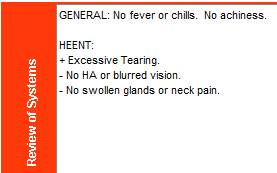 Review of Systems
GENERAL: No fever or chills.  No achiness.
HEENT:
+ Excessive Tearing.
- No HA or blurred vision.
- No swollen glands or neck pain.